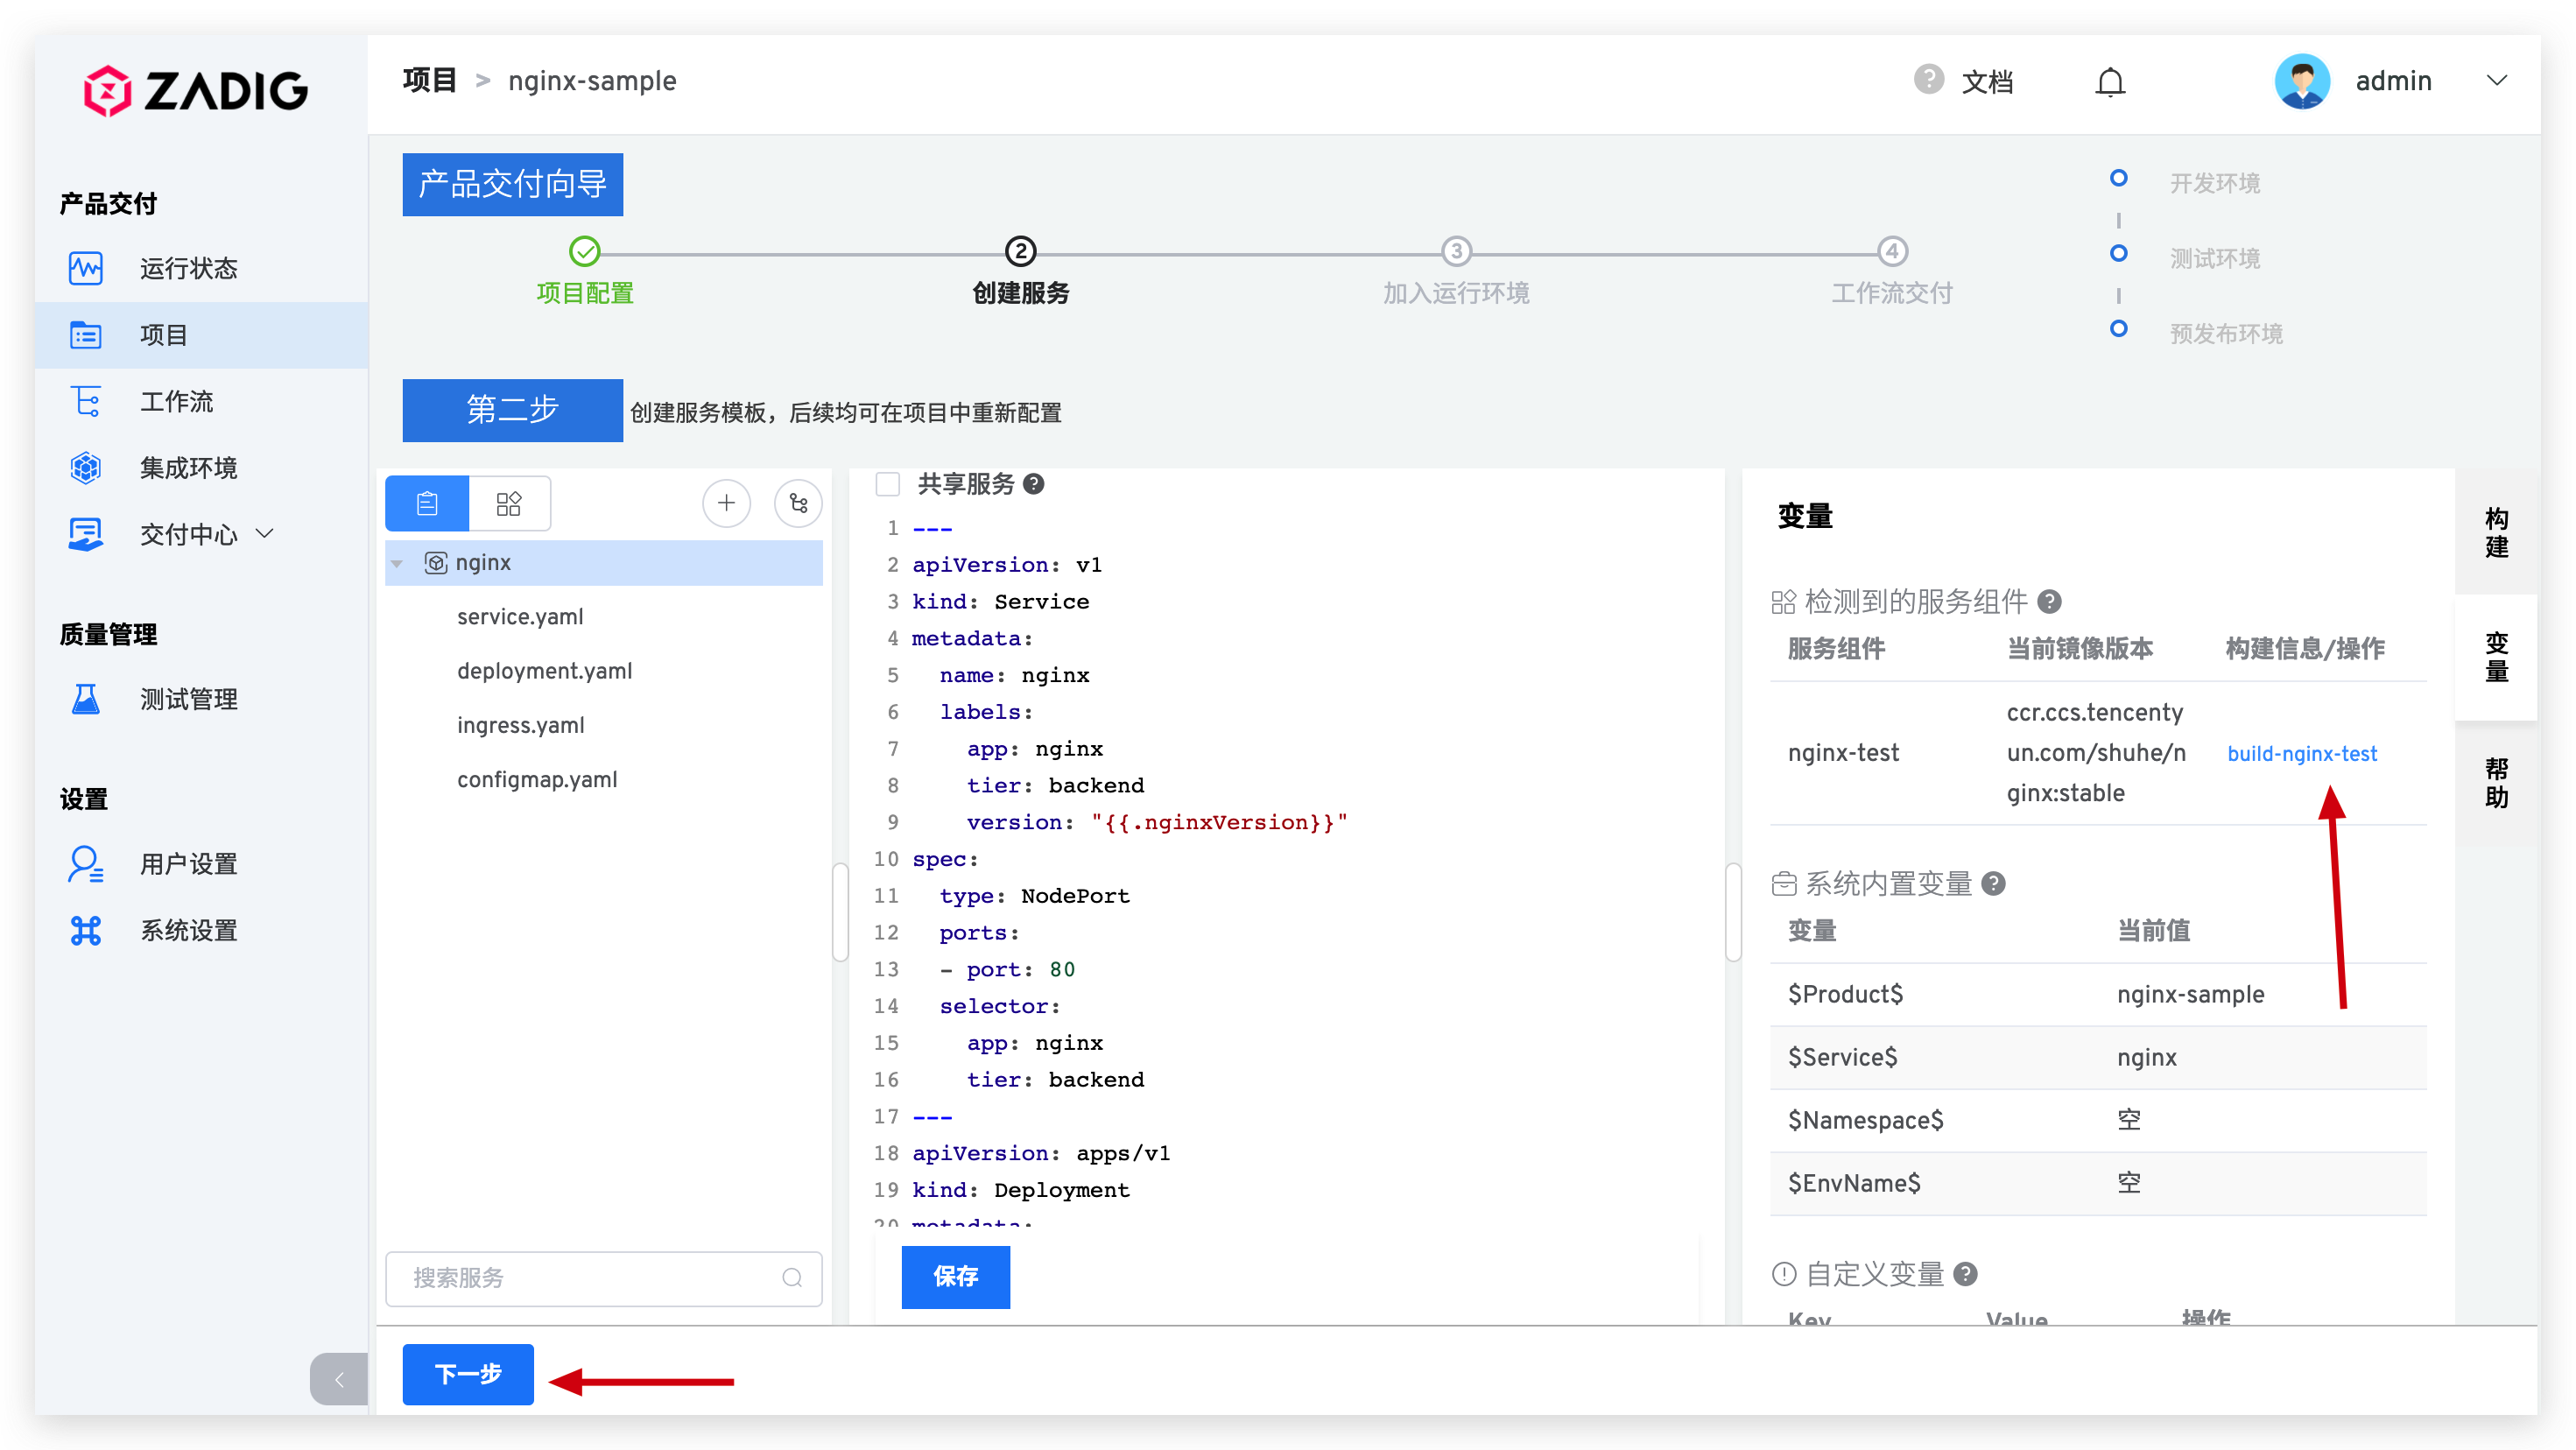 ZADIG
项目 > nginx-sample
文档
admin
产品交付
运行状态
项目
工作流
集成环境
交付中心
质量管理
测试管理
设置
用户设置
系统设置
产品交付向导
项目配置
2
创建服务
3
加入运行环境
4
工作流交付
开发环境
测试环境
预发布环境
第二步
创建服务模板，后续均可在项目中重新配置
nginx
service.yaml
deployment.yaml
ingress.yaml
configmap.yaml
搜索服务
共享服务
1 ---
2 apiVersion: v1
3 kind: Service
4 metadata:
5   name: nginx
6   labels:
7     app: nginx
8     tier: backend
9     version: "{{.nginxVersion}}"
10 spec:
11   type: NodePort
12   ports:
13   - port: 80
14   selector:
15     app: nginx
16     tier: backend
17 ---
18 apiVersion: apps/v1
19 kind: Deployment
20 metadata:
保存
变量
检测到的服务组件
服务组件 当前镜像版本 构建信息/操作
nginx-test
ccr.ccs.tencenty
un.com/shuhe/n
ginx:stable
build-nginx-test
系统内置变量
变量 当前值
$Product$ nginx-sample
$Service$ nginx
$Namespace$ 空
$EnvName$ 空
自定义变量
Key Value 操作
构建
变量
帮助
下一步